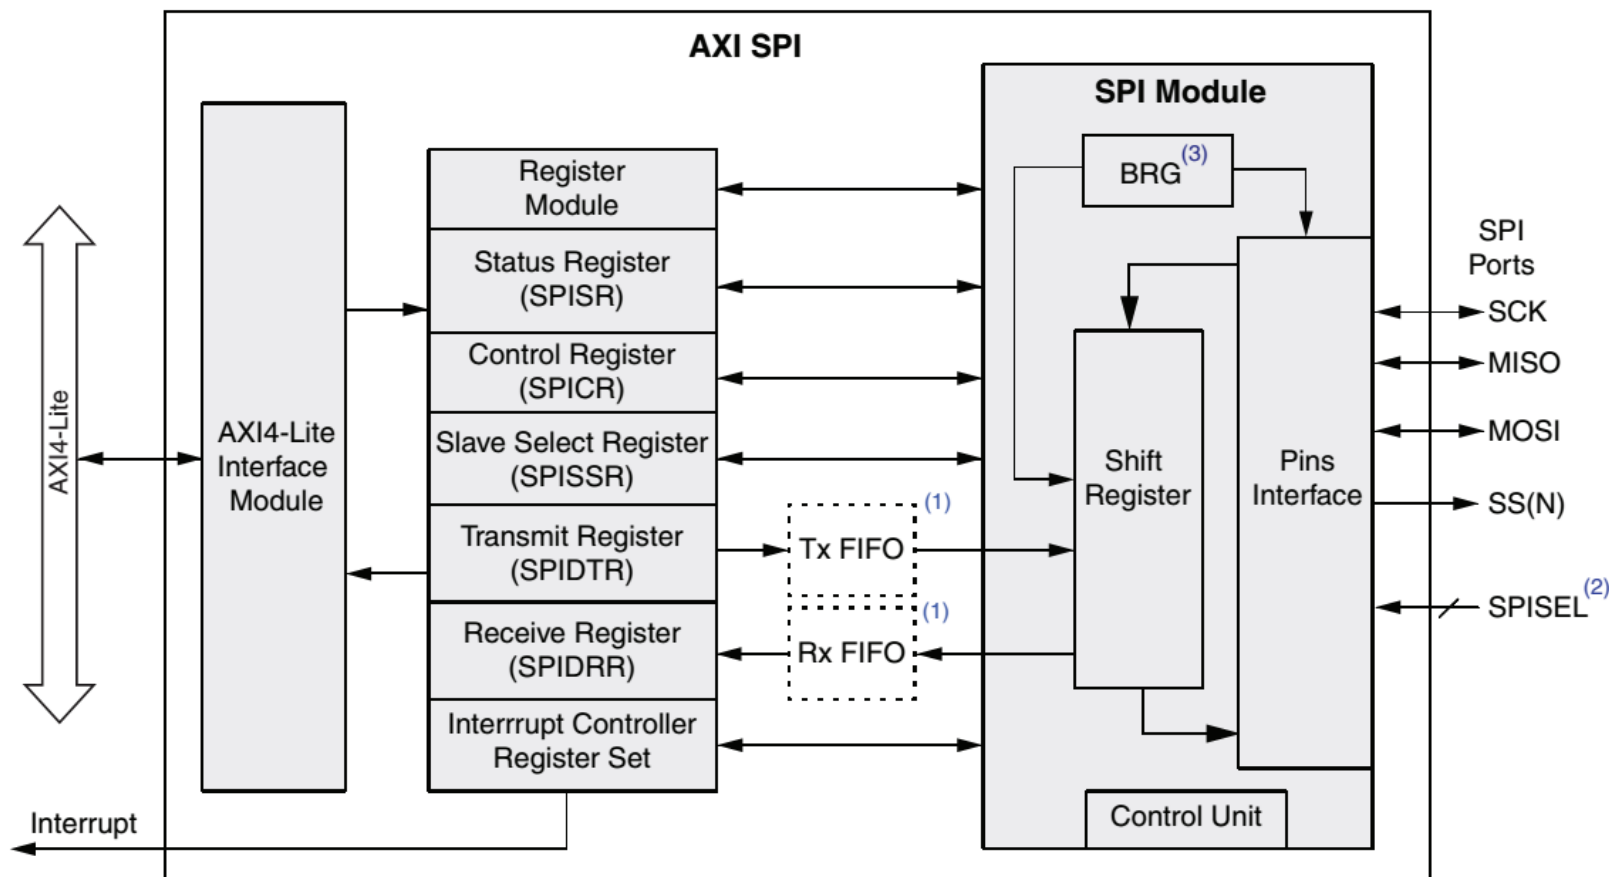 AXI SPI
SPI Module
BRG(3)
Register
Module
Status Register
(SPISR)
Control Register
(SPICR)
Slave Select Register
(SPISSR)
Transmit Register
(SPIDTR)
Receive Register
(SPIDRR)
Interrrupt Controller
Register Set
AXI4-Lite
AXI4-Lite
Interface
Module
(1)
Tx FIFO
(1)
Rx FIFO
Shift
Register
Pins
Interface
Control Unit
SPI
Ports
SCK
MISO
MOSI
SS(N)
SPISEL(2)
Interrupt